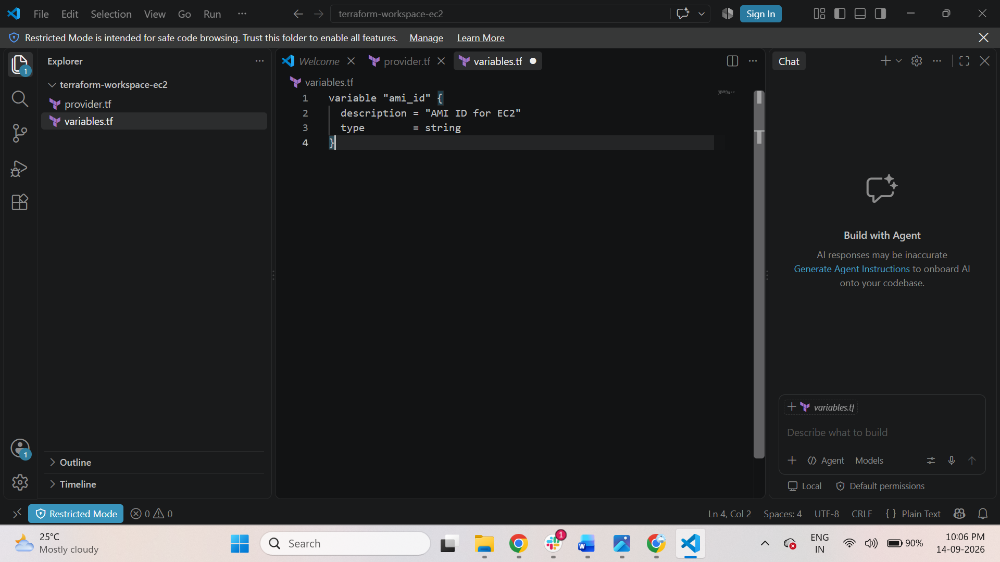 File Edit Selection View Go Run ··· terraform-workspace-ec2 Sign In
Restricted Mode is intended for safe code browsing. Trust this folder to enable all features. Manage Learn More
1
Explorer
terraform-workspace-ec2
provider.tf
variables.tf
Welcome provider.tf variables.tf
variables.tf
1 variable "ami_id" {
2 description = "AMI ID for EC2"
3 type = string
4 }
Chat
Build with Agent
AI responses may be inaccurate
Generate Agent Instructions to onboard AI
onto your codebase.
variables.tf
Describe what to build
Agent Models
Local Default permissions
1
Outline
Timeline
Restricted Mode 0 0 Ln 4, Col 2 Spaces: 4 UTF-8 CRLF { } Plain Text
25°C
Mostly cloudy
Search
1
W
ENG
IN
90%
10:06 PM
14-09-2026